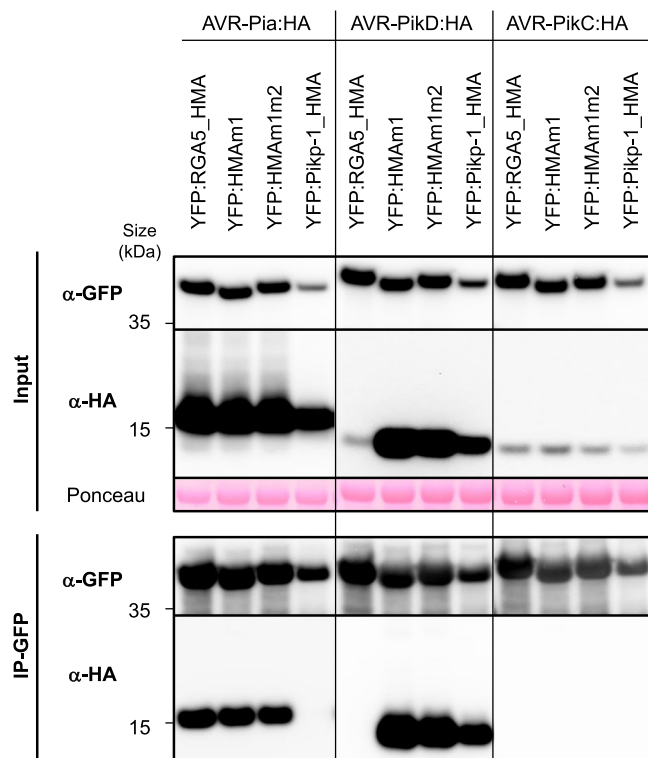 AVR-Pia:HA AVR-PikD:HA AVR-PikC:HA
YFP:RGA5_HMA
YFP:HMAm1
YFP:HMAm1m2
YFP:Pikp-1_HMA
YFP:RGA5_HMA
YFP:HMAm1
YFP:HMAm1m2
YFP:Pikp-1_HMA
YFP:RGA5_HMA
YFP:HMAm1
YFP:HMAm1m2
YFP:Pikp-1_HMA
Size
(kDa)
Input
α-GFP
35
α-HA
15
Ponceau
IP-GFP
α-GFP
35
α-HA
15